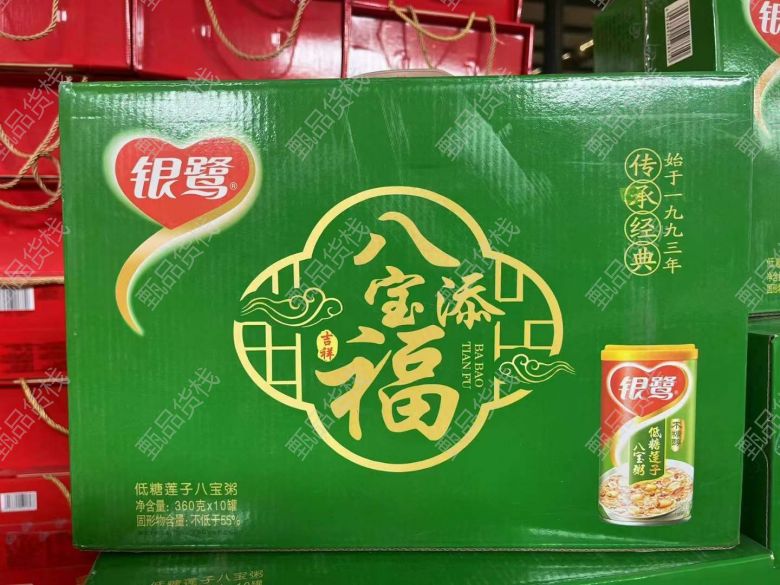 银鹭®
八宝添福
吉祥
BA BAO
TIAN FU
传承经典
始于一九九三年
银鹭
低糖莲子
八宝粥
低糖莲子八宝粥
净含量：360克x10罐
固形物含量：不低于55%
银鹭
甄品货栈